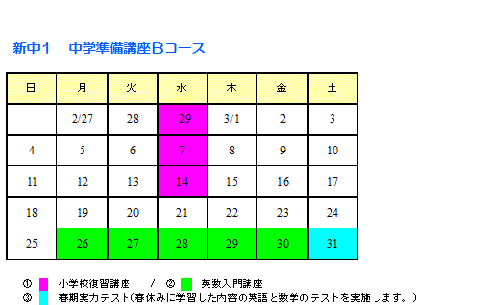 新中１　中学準備講座Ｂコース
日 月 火 水 木 金 土
2/27 28 29 3/1 2 3
4 5 6 7 8 9 10
11 12 13 14 15 16 17
18 19 20 21 22 23 24
25 26 27 28 29 30 31
① 小学校復習講座 / ② 英数入門講座
③ 春期実力テスト(春休みに学習した内容の英語と数学のテストを実施します。)